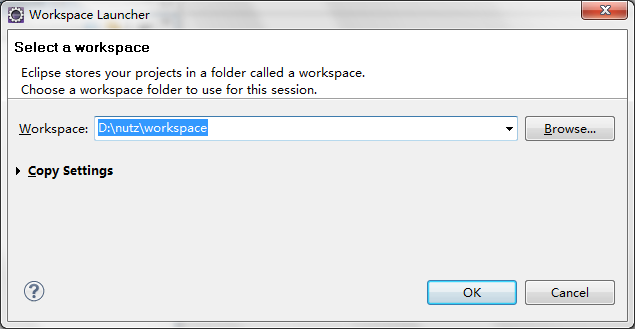 Workspace Launcher
Select a workspace
Eclipse stores your projects in a folder called a workspace.
Choose a workspace folder to use for this session.
Workspace: D:\nutz\workspace Browse...
Copy Settings
? OK Cancel